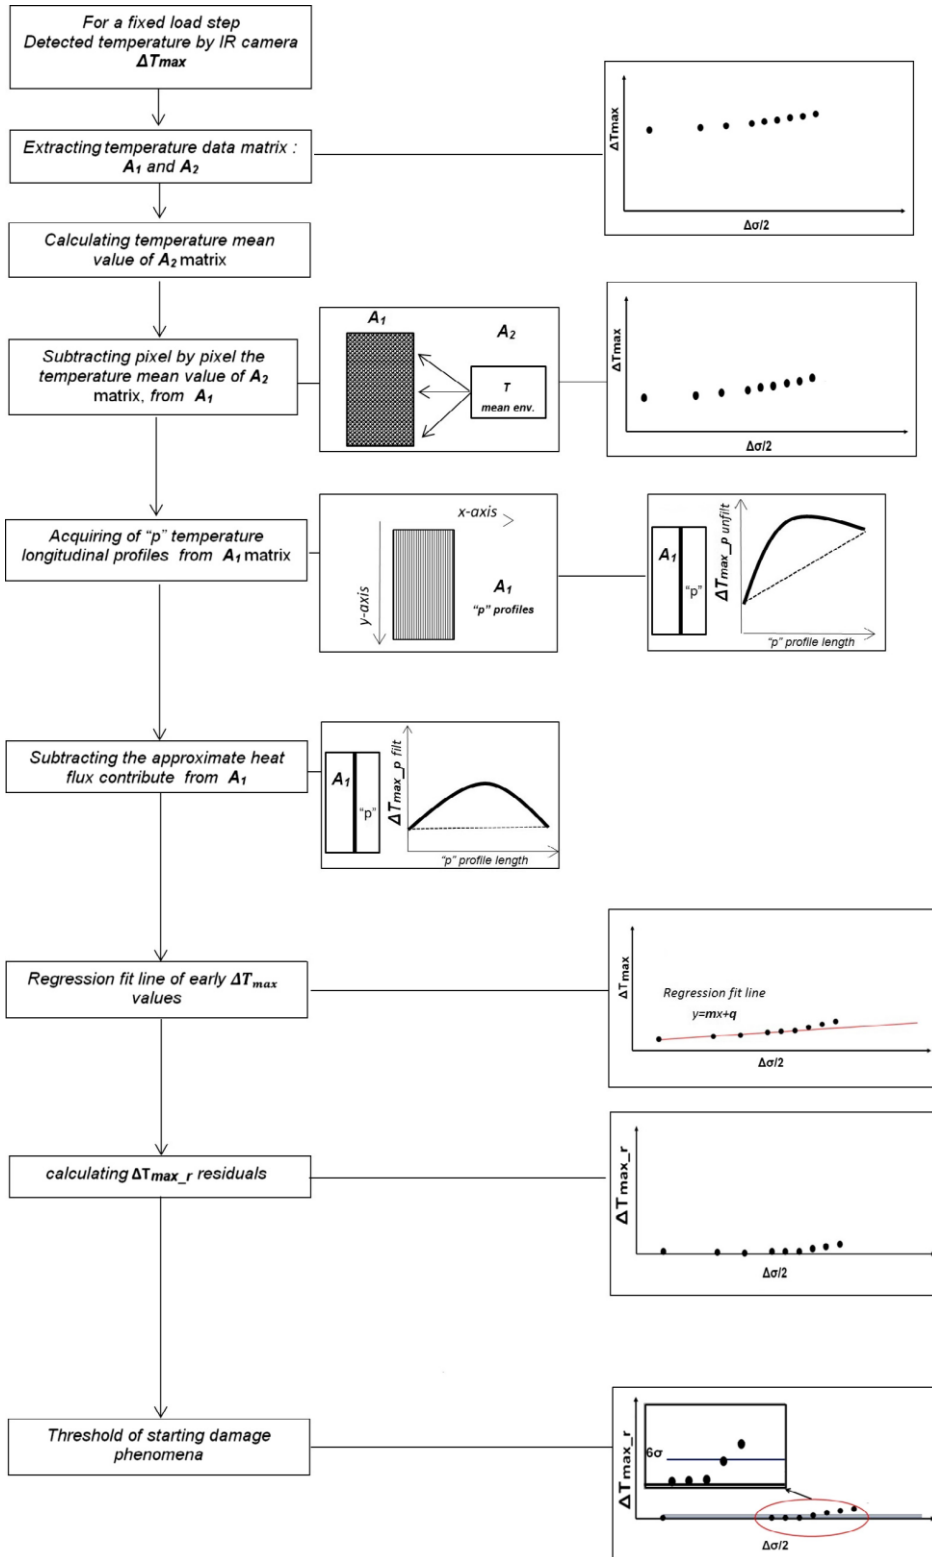 For a fixed load step
Detected temperature by IR camera
ΔTmax
Extracting temperature data matrix :
A1 and A2
ΔTmax
Δσ/2
Calculating temperature mean
value of A2 matrix
Subtracting pixel by pixel the
temperature mean value of A2
matrix, from A1
A1
A2
T
mean env.
ΔTmax
Δσ/2
Acquiring of “p” temperature
longitudinal profiles from A1 matrix
x-axis
y-axis
A1
“p” profiles
A1
“p”
ΔTmax_p unfilt
“p” profile length
Subtracting the approximate heat
flux contribute from A1
A1
“p”
ΔTmax_p filt
“p” profile length
Regression fit line of early ΔTmax
values
ΔTmax
Regression fit line
y=mx+q
Δσ/2
calculating ΔTmax_r residuals
ΔTmax_r
Δσ/2
Threshold of starting damage
phenomena
ΔTmax_r
6σ
Δσ/2